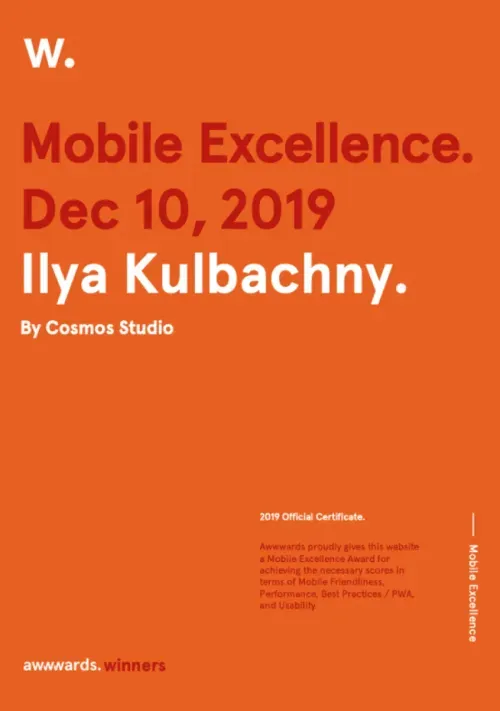 w.
Mobile Excellence.
Dec 10, 2019
Ilya Kulbachny.
By Cosmos Studio
2019 Official Certificate.
Awwwards proudly gives this website
a Mobile Excellence Award for
achieving the necessary scores in
terms of Mobile Friendliness,
Performance, Best Practices / PWA,
and Usability
Mobile Excellence
awwwards.winners